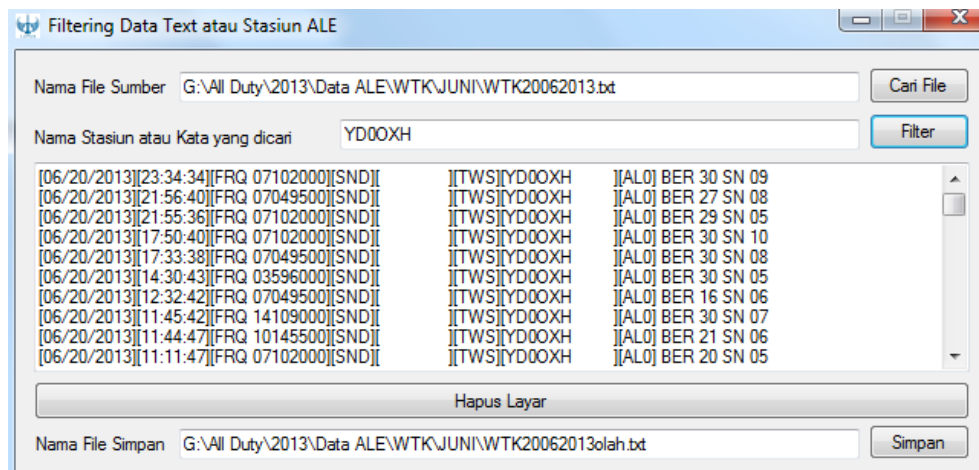 Filtering Data Text atau Stasiun ALE
Nama File Sumber G:\All Duty\2013\Data ALE\WTK\JUNI\WTK20062013.txt Cari File
Nama Stasiun atau Kata yang dicari YD0OXH Filter
[06/20/2013][23:34:34][FRQ 07102000][SND][ ][TWS][YD0OXH ][AL0] BER 30 SN 09
[06/20/2013][21:56:40][FRQ 07049500][SND][ ][TWS][YD0OXH ][AL0] BER 27 SN 08
[06/20/2013][21:55:36][FRQ 07102000][SND][ ][TWS][YD0OXH ][AL0] BER 29 SN 05
[06/20/2013][17:50:40][FRQ 07102000][SND][ ][TWS][YD0OXH ][AL0] BER 30 SN 10
[06/20/2013][17:33:38][FRQ 07049500][SND][ ][TWS][YD0OXH ][AL0] BER 30 SN 08
[06/20/2013][14:30:43][FRQ 03596000][SND][ ][TWS][YD0OXH ][AL0] BER 30 SN 05
[06/20/2013][12:32:42][FRQ 07049500][SND][ ][TWS][YD0OXH ][AL0] BER 16 SN 06
[06/20/2013][11:45:42][FRQ 14109000][SND][ ][TWS][YD0OXH ][AL0] BER 30 SN 07
[06/20/2013][11:44:47][FRQ 10145500][SND][ ][TWS][YD0OXH ][AL0] BER 21 SN 06
[06/20/2013][11:11:47][FRQ 07102000][SND][ ][TWS][YD0OXH ][AL0] BER 20 SN 05
Hapus Layar
Nama File Simpan G:\All Duty\2013\Data ALE\WTK\JUNI\WTK20062013olah.txt Simpan